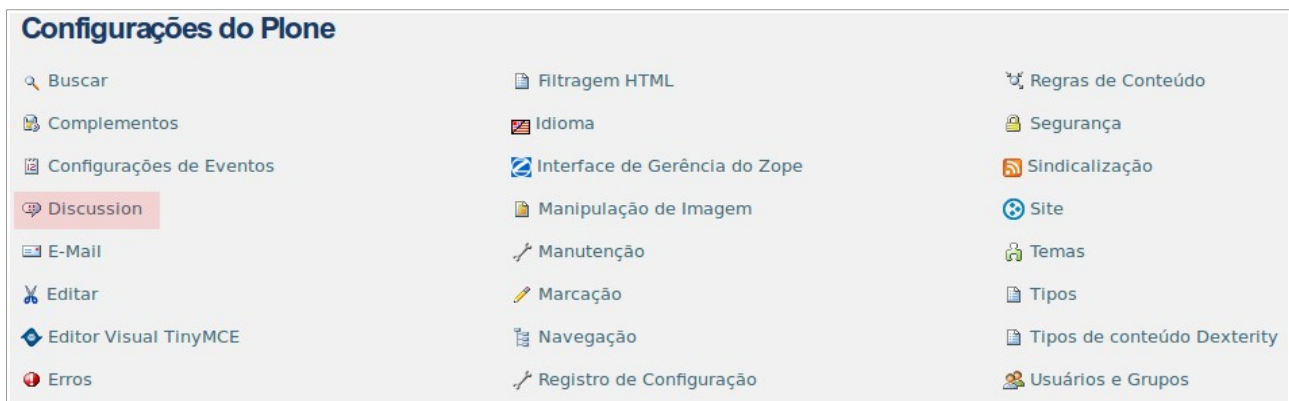 Configurações do Plone
Buscar
Complementos
Configurações de Eventos
Discussion
E-Mail
Editar
Editor Visual TinyMCE
Erros
Filtragem HTML
Idioma
Interface de Gerência do Zope
Manipulação de Imagem
Manutenção
Marcação
Navegação
Registro de Configuração
Regras de Conteúdo
Segurança
Sindicalização
Site
Temas
Tipos
Tipos de conteúdo Dexterity
Usuários e Grupos